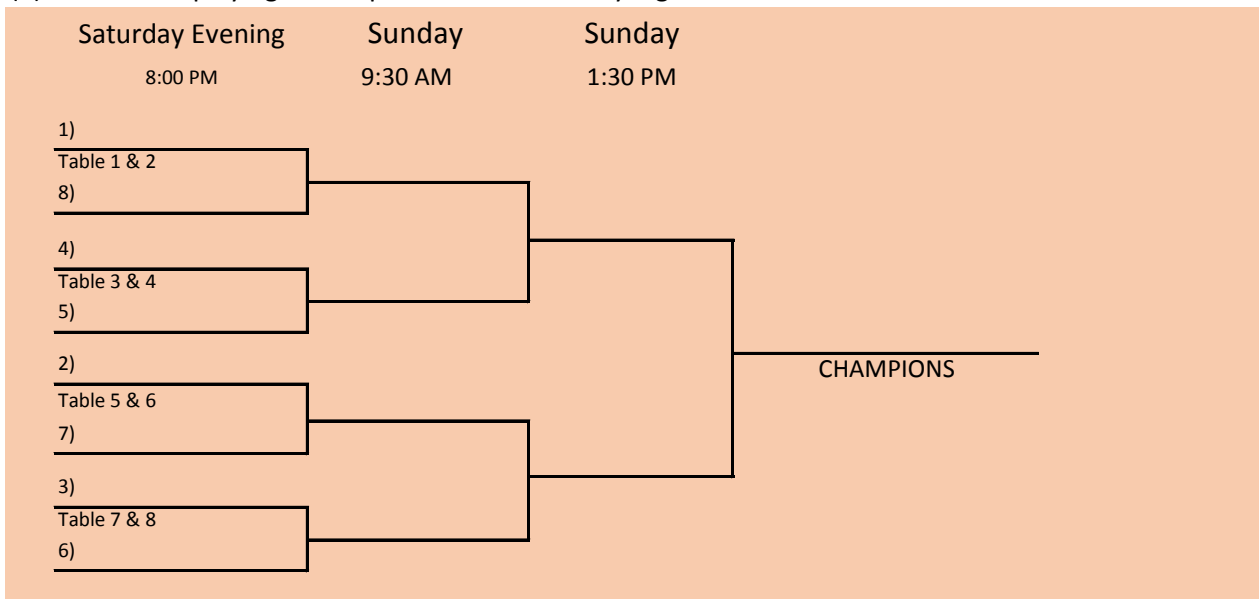 Saturday Evening Sunday Sunday
8:00 PM 9:30 AM 1:30 PM
1)
Table 1 & 2
8)
4)
Table 3 & 4
5)
2)
Table 5 & 6
7)
3)
Table 7 & 8
6)
CHAMPIONS